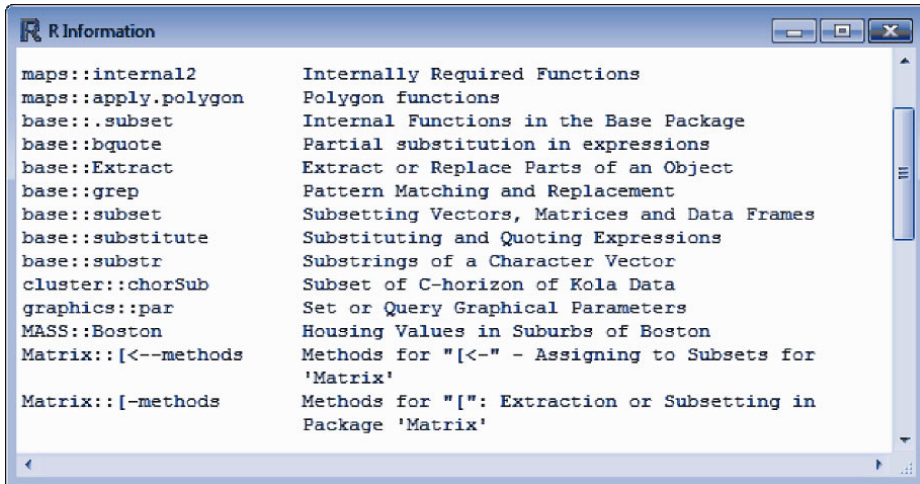 R Information
maps::internal2 Internally Required Functions
maps::apply.polygon Polygon functions
base::.subset Internal Functions in the Base Package
base::bquote Partial substitution in expressions
base::Extract Extract or Replace Parts of an Object
base::grep Pattern Matching and Replacement
base::subset Subsetting Vectors, Matrices and Data Frames
base::substitute Substituting and Quoting Expressions
base::substr Substrings of a Character Vector
cluster::chorSub Subset of C-horizon of Kola Data
graphics::par Set or Query Graphical Parameters
MASS::Boston Housing Values in Suburbs of Boston
Matrix::[<--methods Methods for "[<-" - Assigning to Subsets for
'Matrix'
Matrix::[-methods Methods for "[": Extraction or Subsetting in
Package 'Matrix'